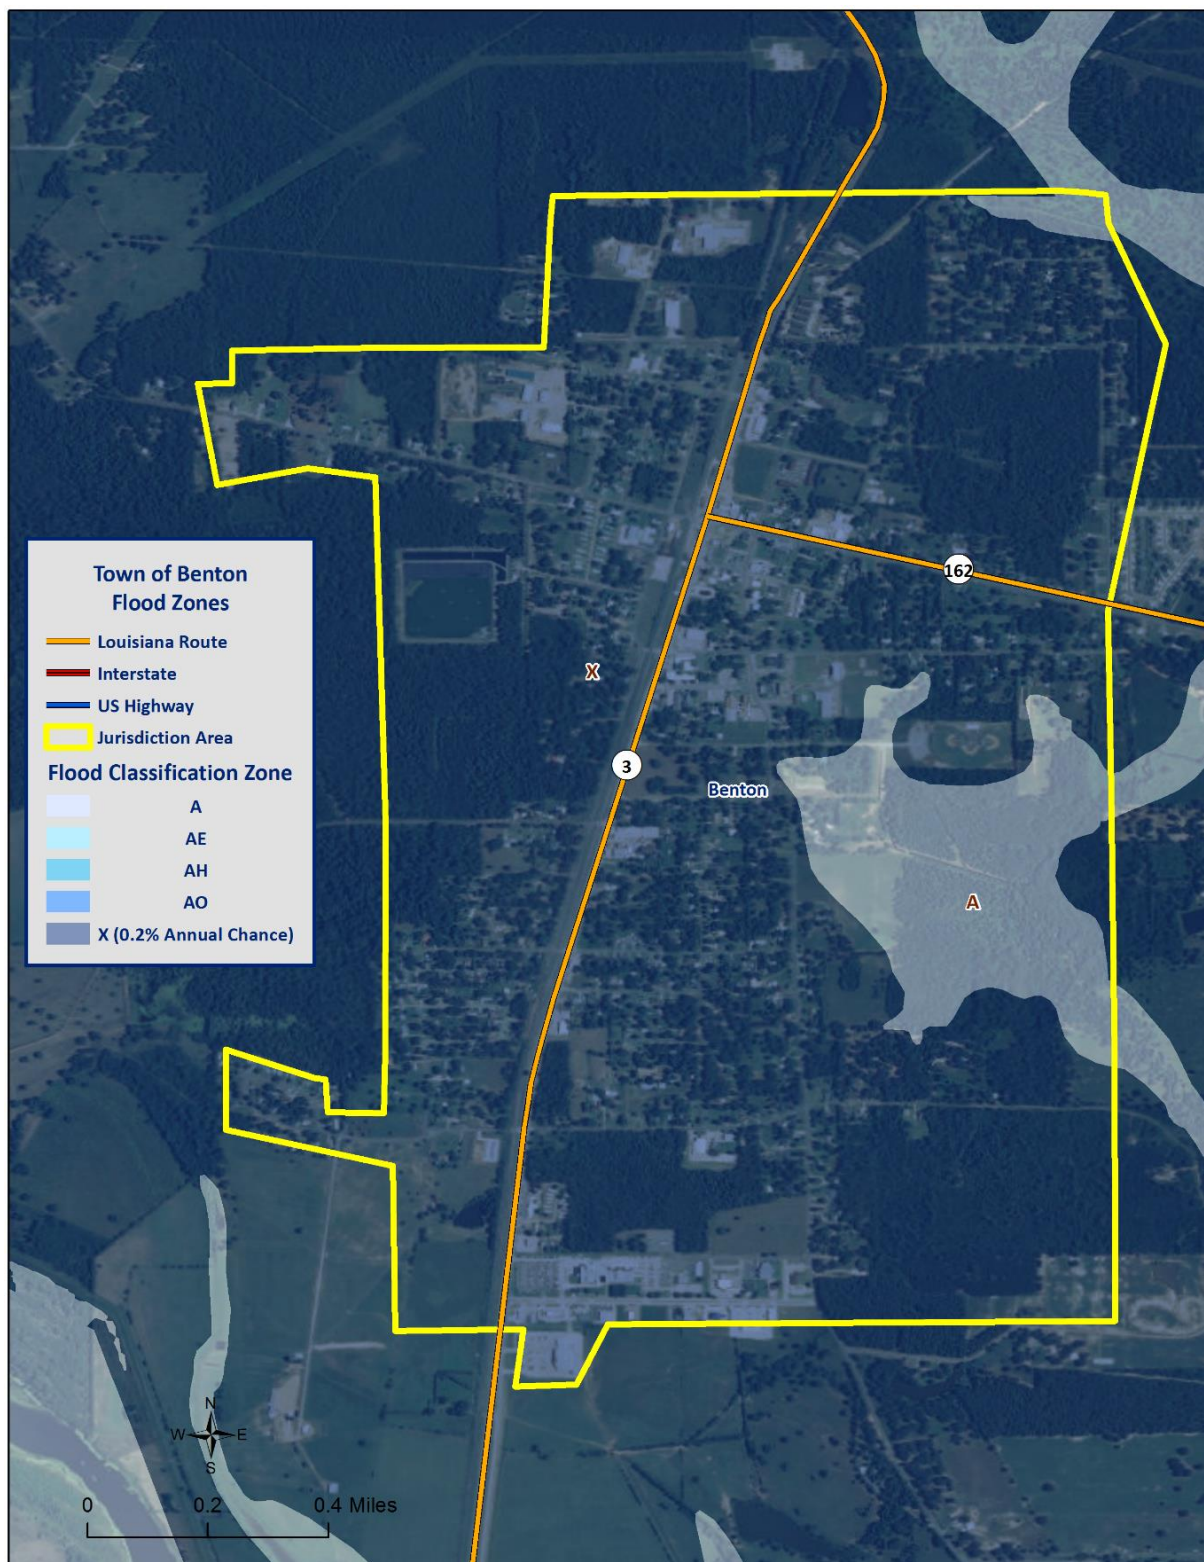 162
X
3
Benton
A
Town of Benton
Flood Zones
Louisiana Route
Interstate
US Highway
Jurisdiction Area
Flood Classification Zone
A
AE
AH
AO
X (0.2% Annual Chance)
N
W E
S
0 0.2 0.4 Miles